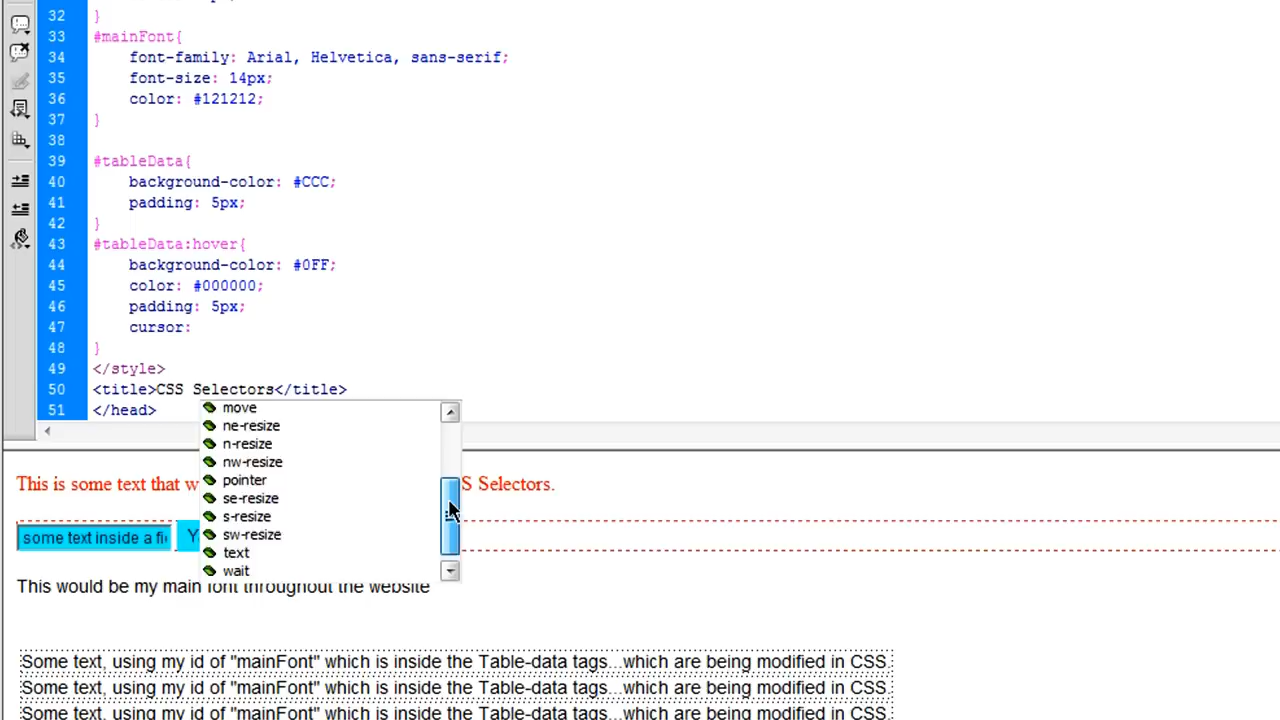 32 }
33 #mainFont{
34 font-family: Arial, Helvetica, sans-serif;
35 font-size: 14px;
36 color: #121212;
37 }
38
39 #tableData{
40 background-color: #CCC;
41 padding: 5px;
42 }
43 #tableData:hover{
44 background-color: #0FF;
45 color: #000000;
46 padding: 5px;
47 cursor:
48 }
49 </style>
50 <title>CSS Selectors</title>
51 </head>
move
ne-resize
n-resize
nw-resize
pointer
se-resize
s-resize
sw-resize
text
wait
This is some text that w S Selectors.
some text inside a fi Y
This would be my main font throughout the website
Some text, using my id of "mainFont" which is inside the Table-data tags...which are being modified in CSS.
Some text, using my id of "mainFont" which is inside the Table-data tags...which are being modified in CSS.
Some text, using my id of "mainFont" which is inside the Table-data tags...which are being modified in CSS.